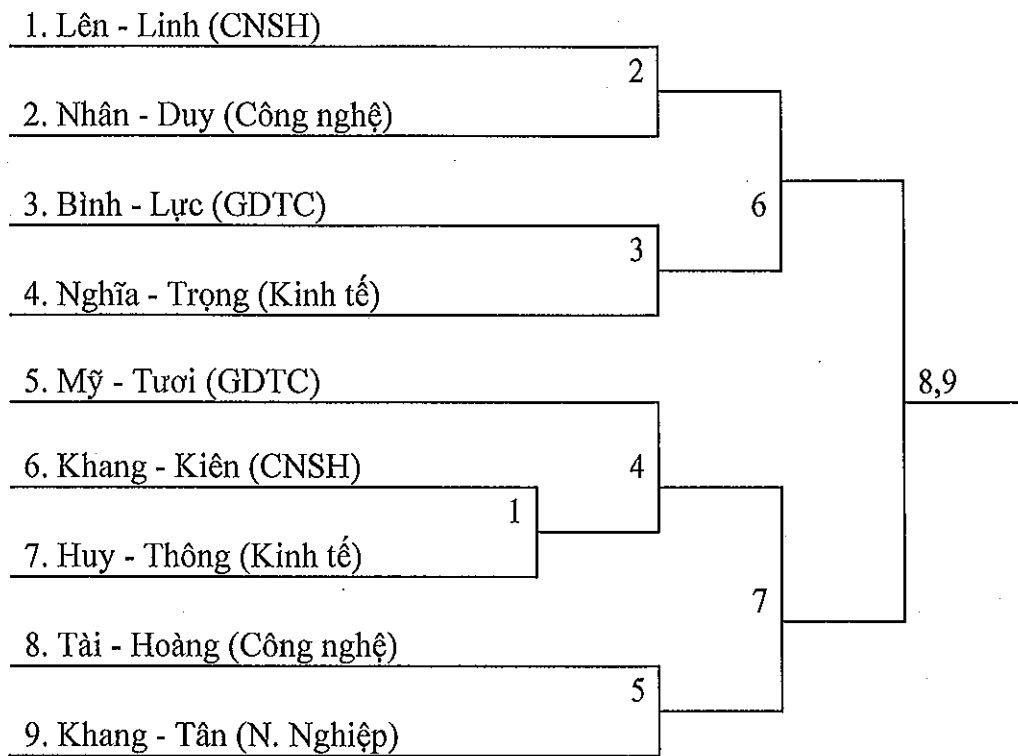 1. Lên - Linh (CNSH)
2
2. Nhân - Duy (Công nghệ)
3. Bình - Lực (GDTC)
6
3
4. Nghĩa - Trọng (Kinh tế)
5. Mỹ - Tươi (GDTC)
8,9
6. Khang - Kiên (CNSH)
4
1
7. Huy - Thông (Kinh tế)
7
8. Tài - Hoàng (Công nghệ)
5
9. Khang - Tân (N. Nghiệp)